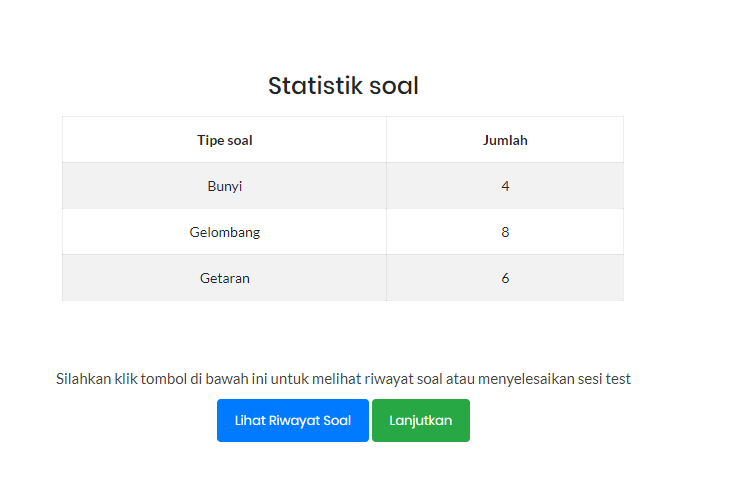 Statistik soal
Tipe soal Jumlah
Bunyi 4
Gelombang 8
Getaran 6
Silahkan klik tombol di bawah ini untuk melihat riwayat soal atau menyelesaikan sesi test
Lihat Riwayat Soal Lanjutkan